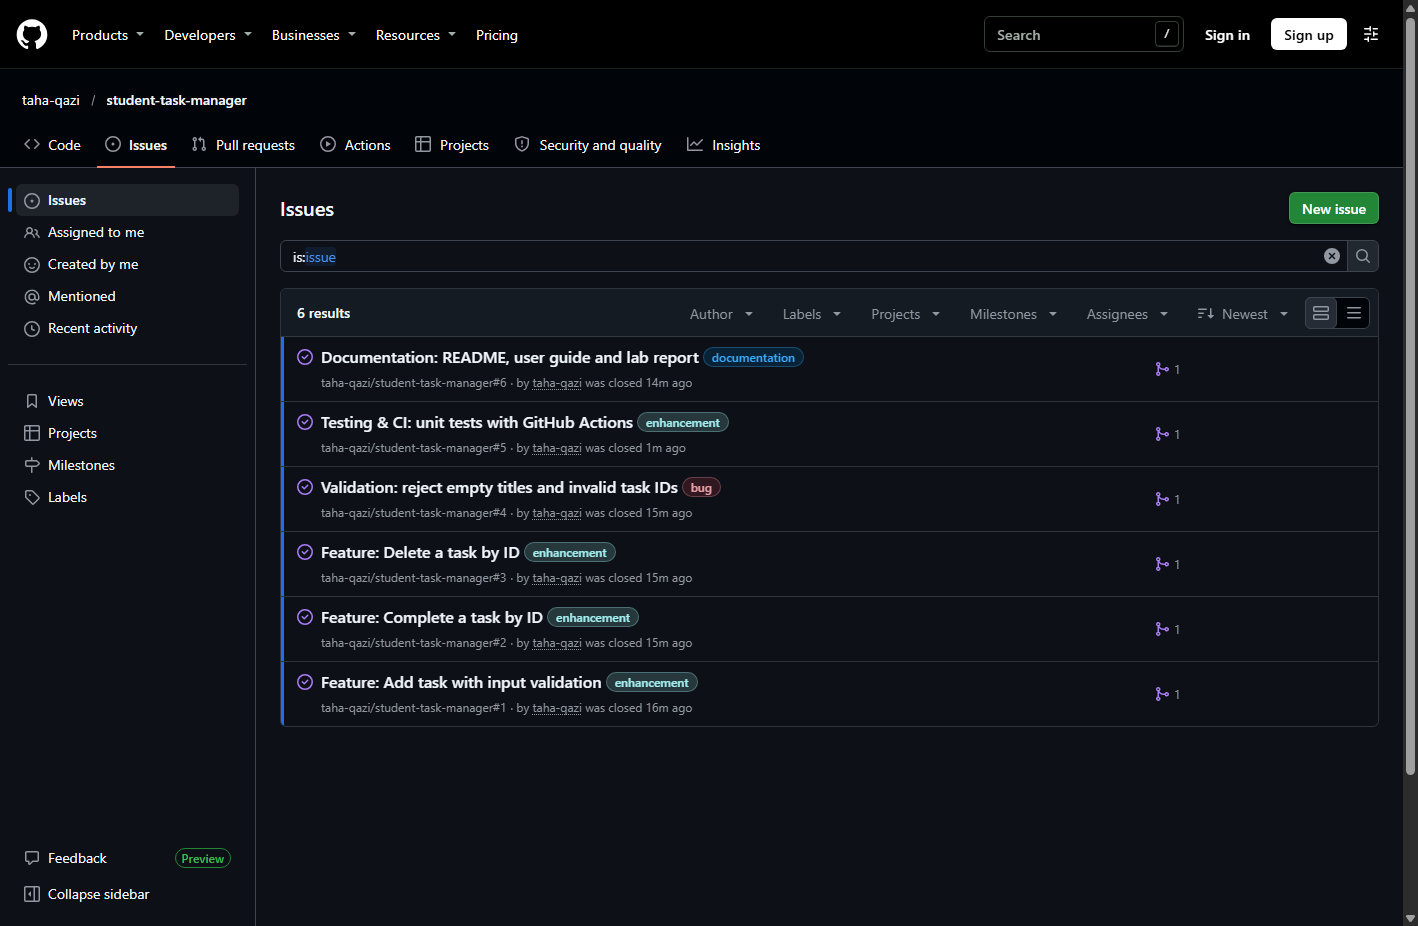 Products Developers Businesses Resources Pricing Search / Sign in Sign up
taha-qazi / student-task-manager
Code Issues Pull requests Actions Projects Security and quality Insights
Issues
Assigned to me
Created by me
Mentioned
Recent activity
Views
Projects
Milestones
Labels
Feedback Preview
Collapse sidebar
Issues New issue
is:issue
6 results Author Labels Projects Milestones Assignees Newest
Documentation: README, user guide and lab report documentation
taha-qazi/student-task-manager#6 · by taha-qazi was closed 14m ago
1
Testing & CI: unit tests with GitHub Actions enhancement
taha-qazi/student-task-manager#5 · by taha-qazi was closed 1m ago
1
Validation: reject empty titles and invalid task IDs bug
taha-qazi/student-task-manager#4 · by taha-qazi was closed 15m ago
1
Feature: Delete a task by ID enhancement
taha-qazi/student-task-manager#3 · by taha-qazi was closed 15m ago
1
Feature: Complete a task by ID enhancement
taha-qazi/student-task-manager#2 · by taha-qazi was closed 15m ago
1
Feature: Add task with input validation enhancement
taha-qazi/student-task-manager#1 · by taha-qazi was closed 16m ago
1